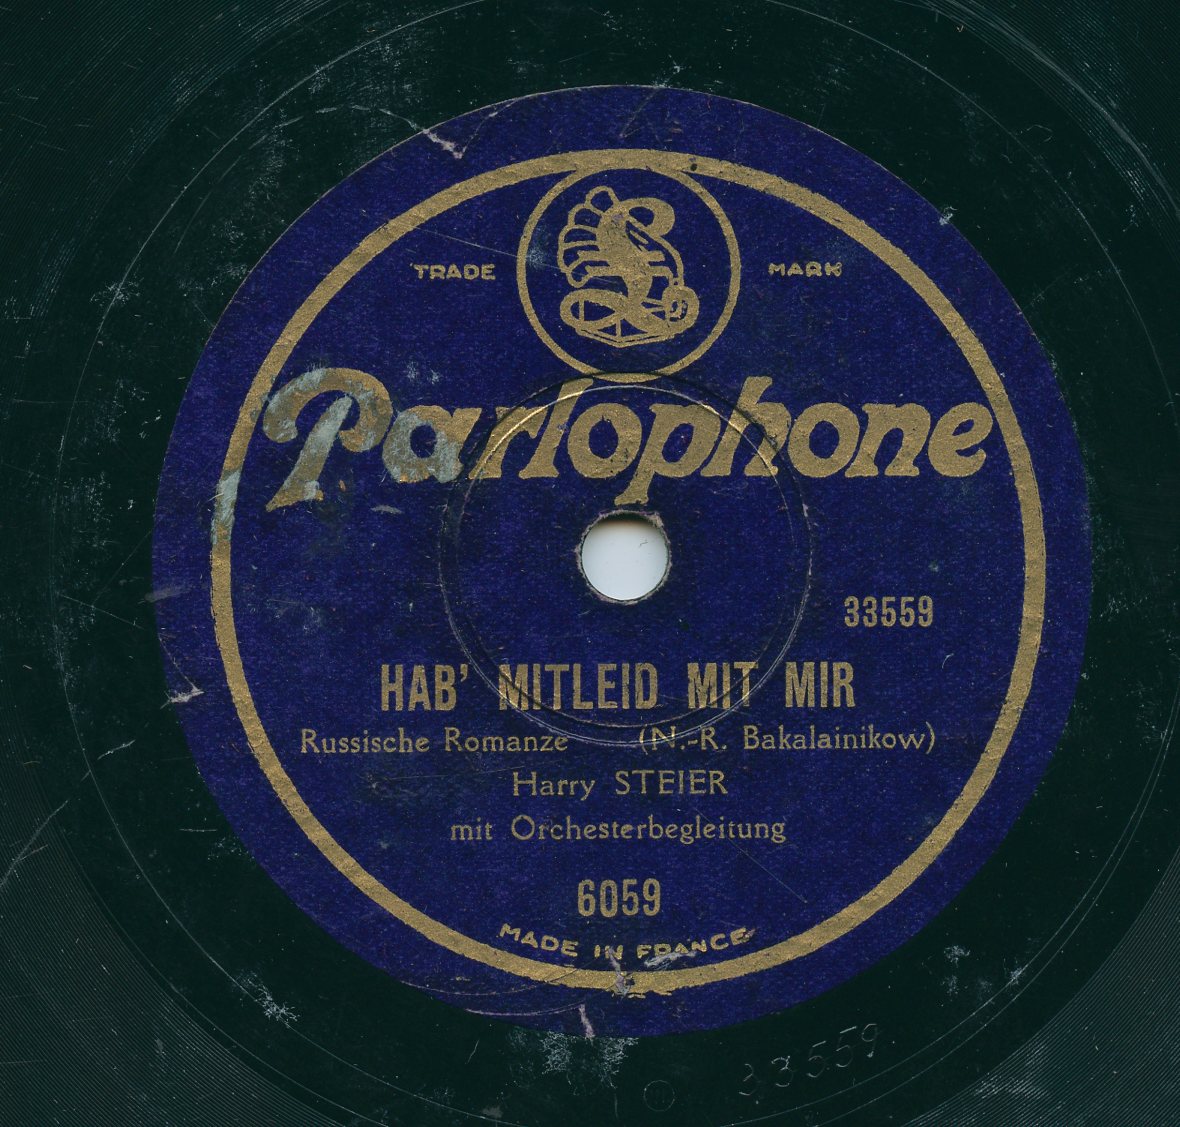 TRADE MARK
Parlophone
33559
HAB' MITLEID MIT MIR
Russische Romanze (N.-R. Bakalainikow)
Harry STEIER
mit Orchesterbegleitung
6059
MADE IN FRANCE
33559